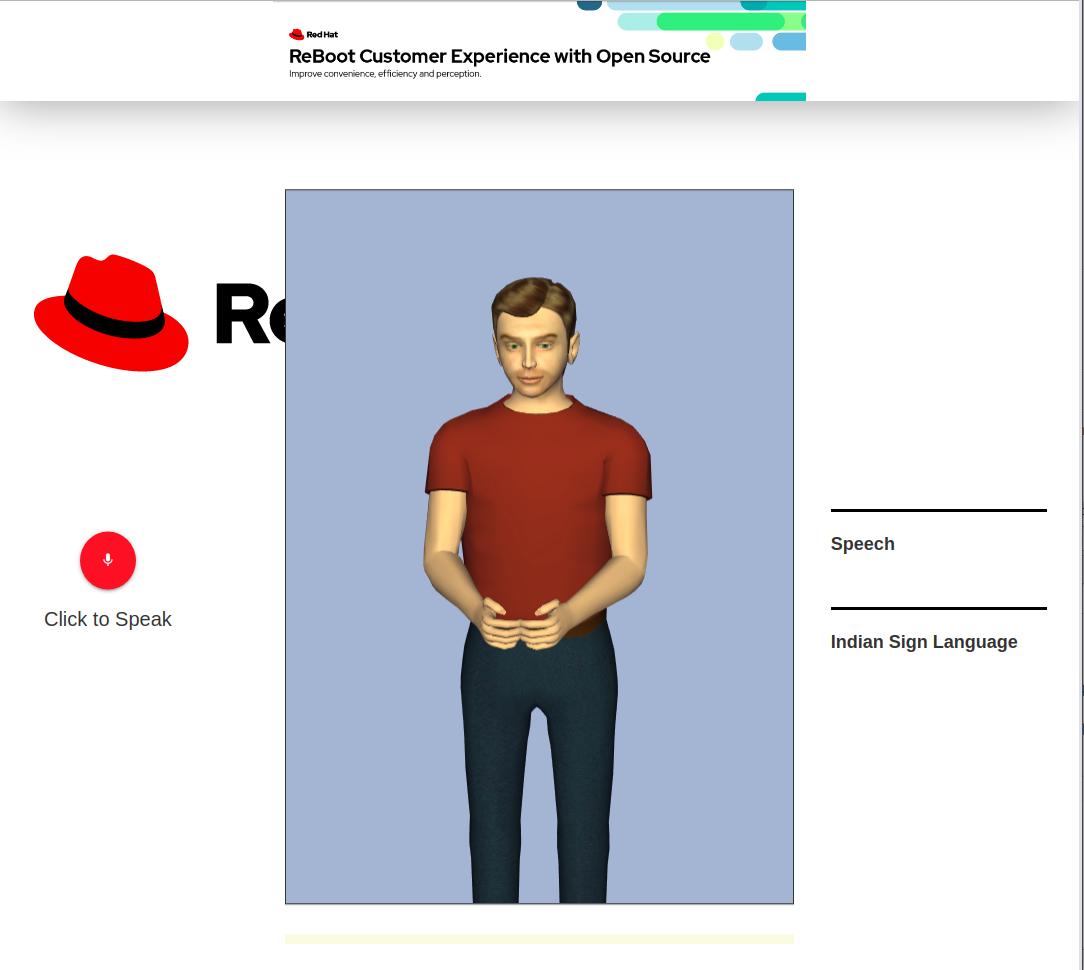 Red Hat
ReBoot Customer Experience with Open Source
Improve convenience, efficiency and perception.
Re
Click to Speak
Speech
Indian Sign Language